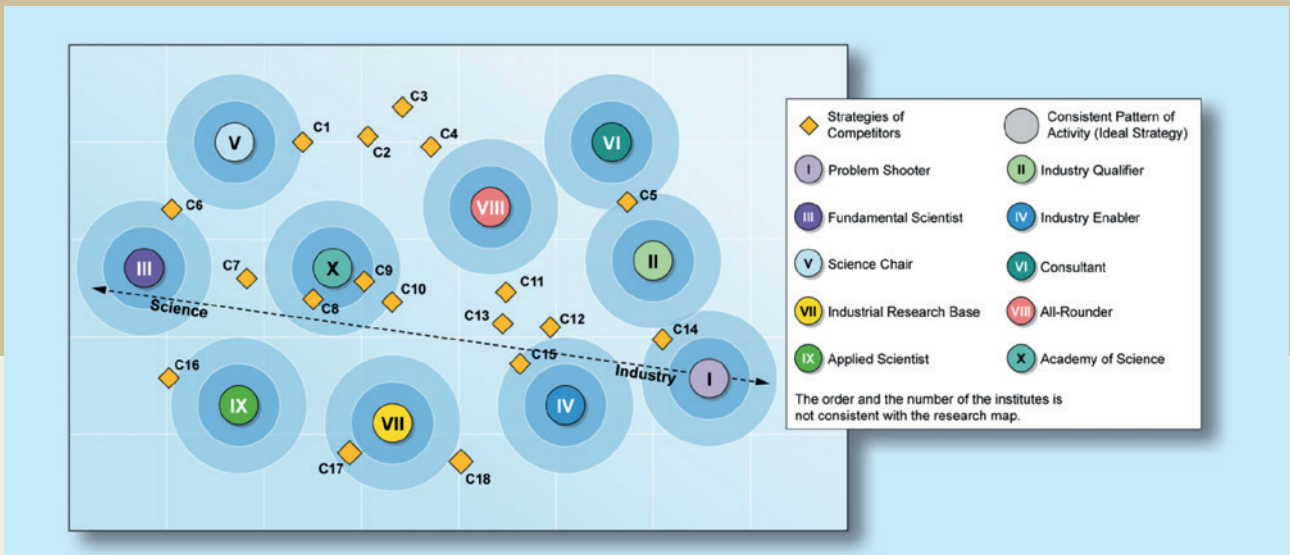 C3
C1
C2
C4
V
VI
C6
C5
VIII
III
X
II
C7
C9
C8
C10
C11
C13
C12
C14
Science
C15
Industry
I
C16
IX
VII
IV
C17
C18
Strategies of
Competitors
Consistent Pattern of
Activity (Ideal Strategy)
I Problem Shooter
II Industry Qualifier
III Fundamental Scientist
IV Industry Enabler
V Science Chair
VI Consultant
VII Industrial Research Base
VIII All-Rounder
IX Applied Scientist
X Academy of Science
The order and the number of the institutes is
not consistent with the research map.